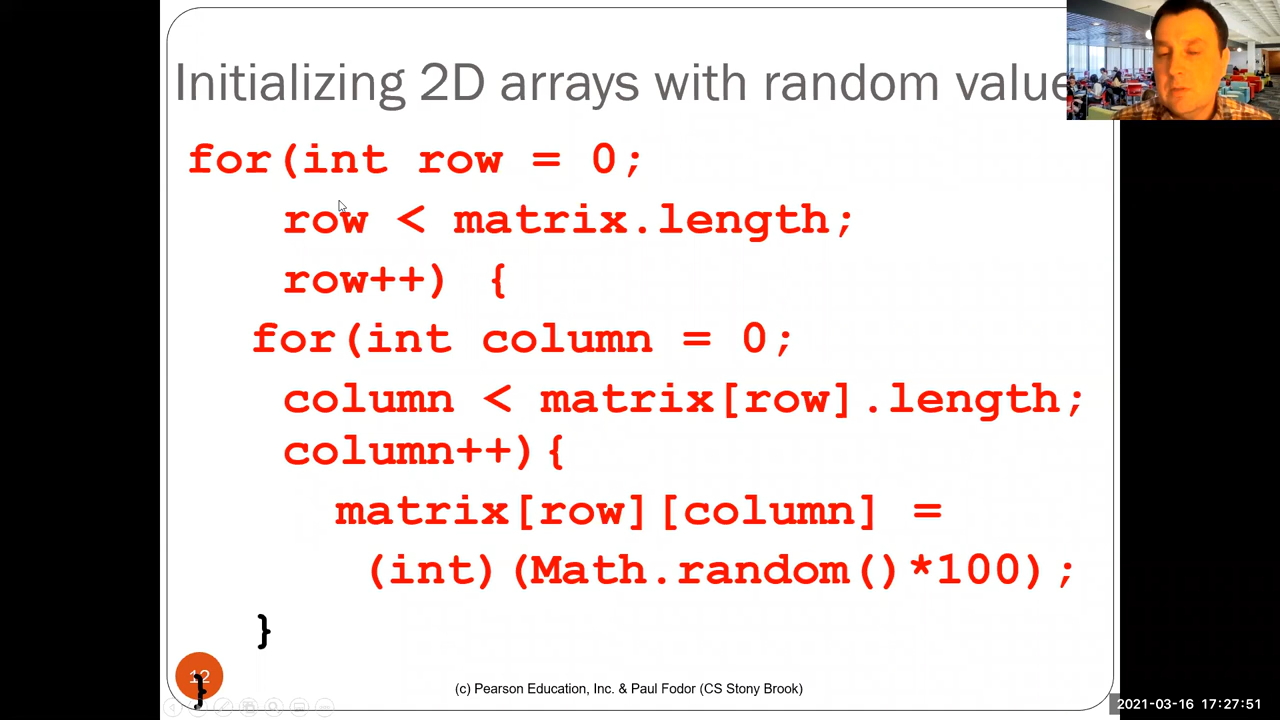 Initializing 2D arrays with random value
for(int row = 0;
row < matrix.length;
row++) {
for(int column = 0;
column < matrix[row].length;
column++){
matrix[row][column] =
(int)(Math.random()*100);
}
12
}
(c) Pearson Education, Inc. & Paul Fodor (CS Stony Brook)
2021-03-16 17:27:51